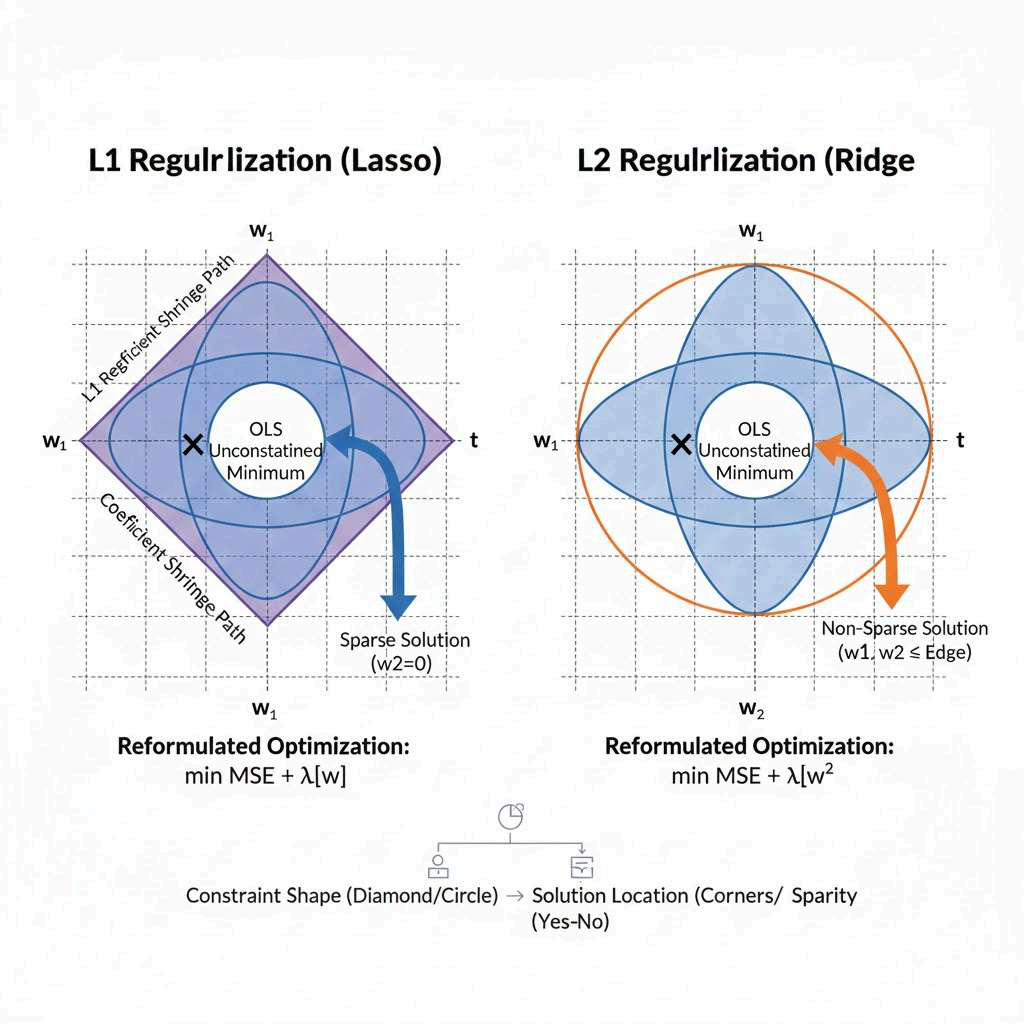 L1 Regulrlization (Lasso)
L2 Regulrlization (Ridge
w₁
L1 Regficient Shringe Path
w₁
t
OLS
Unconstatined
Minimum
Coeficient Shringe Path
Sparse Solution
(w2=0)
w₁
w₁
w₁
t
OLS
Unconstatined
Minimum
Non-Sparse Solution
(w1, w2 ≤ Edge)
w₂
Reformulated Optimization:
min MSE + λ[w]
Reformulated Optimization:
min MSE + λ[w²
Constraint Shape (Diamond/Circle) → Solution Location (Corners/ Sparity
(Yes-No)